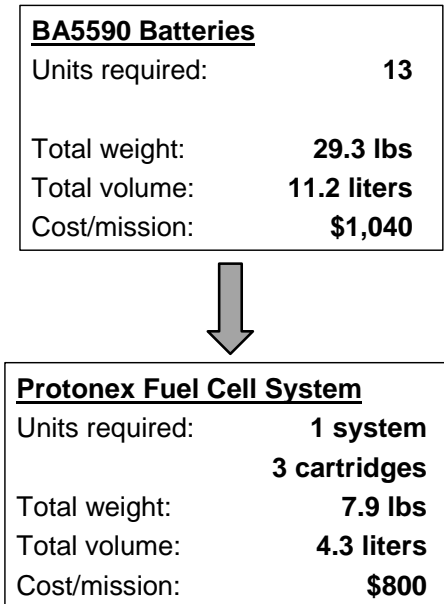 BA5590 Batteries
Units required: 13
Total weight: 29.3 lbs
Total volume: 11.2 liters
Cost/mission: $1,040
Protonex Fuel Cell System
Units required: 1 system
3 cartridges
Total weight: 7.9 lbs
Total volume: 4.3 liters
Cost/mission: $800